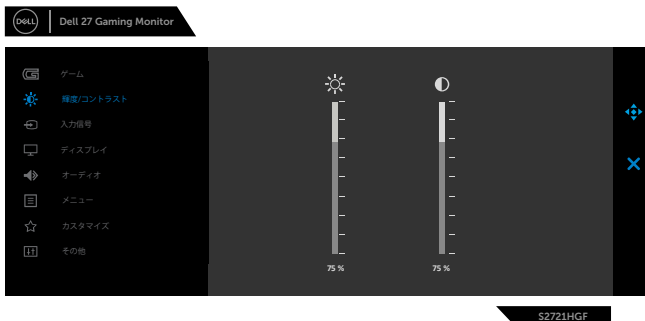 DELL
Dell 27 Gaming Monitor
ゲーム
輝度/コントラスト
入力信号
ディスプレイ
オーディオ
メニュー
カスタマイズ
その他
75 %
75 %
S2721HGF